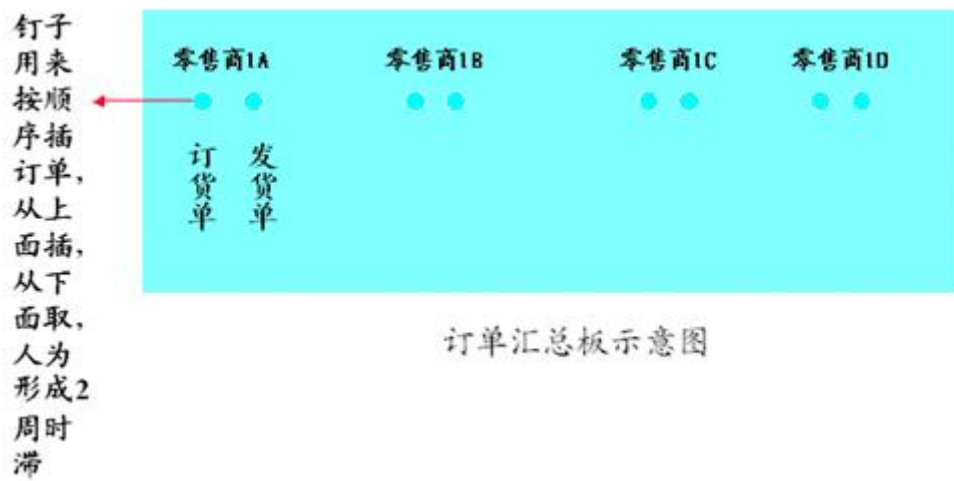 钉子
用来
按顺
序插
订单，
从上
面插，
从下
面取，
人为
形成2
周时
滞
零售商1A
零售商1B
零售商1C
零售商1D
订货单
发货单
订单汇总板示意图